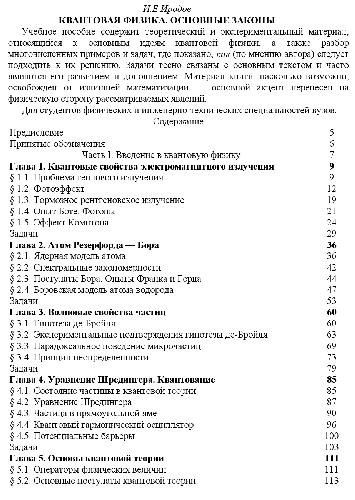 И.Е Иродов
КВАНТОВАЯ ФИЗИКА. ОСНОВНЫЕ ЗАКОНЫ
Учебное пособие содержит теоретический и экспериментальный материал,
относящийся к основным идеям квантовой физики, а также разбор
многочисленных примеров и задач, где показано, как (по мнению автора) следует
подходить к их решению. Задачи тесно связаны с основным текстом и часто
являются его развитием и дополнением. Материал книги, насколько возможно,
освобожден от излишней математизации — основной акцент перенесен на
физическую сторону рассматриваемых явлений.
Для студентов физических и инженерно-технических специальностей вузов.
Содержание
Предисловие 5
Принятые обозначения 6
Часть 1. Введение в квантовую физику 7
Глава 1. Квантовые свойства электромагнитного излучения 9
§ 1.1. Проблема теплового излучения 9
§ 1.2. Фотоэффект 12
§ 1.3. Тормозное рентгеновское излучение 19
§ 1.4. Опыт Боте. Фотоны 21
§ 1.5. Эффект Комптона 24
Задачи 29
Глава 2. Атом Резерфорда — Бора 36
§ 2.1. Ядерная модель атома 36
§ 2.2. Спектральные закономерности 42
§ 2.3. Постулаты Бора. Опыты Франка и Герца 44
§ 2.4. Боровская модель атома водорода 47
Задачи 53
Глава 3. Волновые свойства частиц 60
§ 3.1. Гипотеза де-Бройля 60
§ 3.2. Экспериментальные подтверждения гипотезы де-Бройля 63
§ 3.3. Парадоксальное поведение микрочастиц 69
§ 3.4. Принцип неопределенности 73
Задачи 79
Глава 4. Уравнение Шредингера. Квантование 85
§ 4.1. Состояние частицы в квантовой теории 85
§ 4.2. Уравнение Шредингера 87
§ 4.3. Частица в прямоугольной яме 90
§ 4.4. Квантовый гармонический осциллятор 96
§ 4.5. Потенциальные барьеры 100
Задачи 103
Глава 5. Основы квантовой теории 111
§ 5.1. Операторы физических величин 111
§ 5.2. Основные постулаты квантовой теории 113